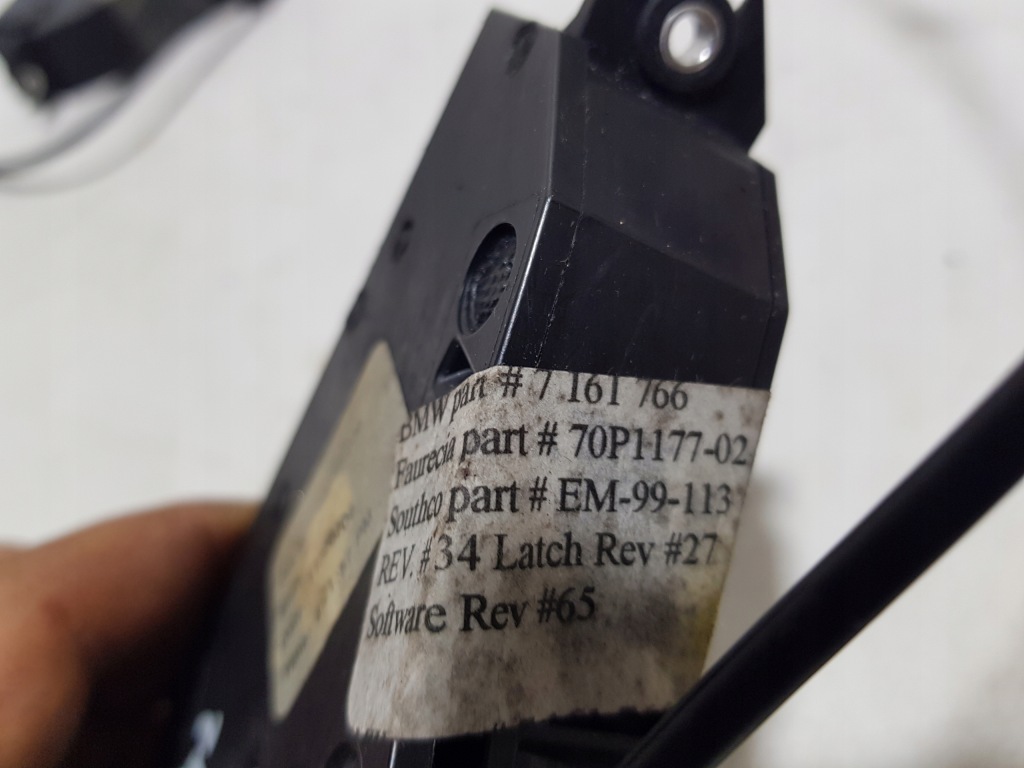 BMW part # 7 161 766
Faurecia part # 70P1177-02
Southco part # EM-99-113
REV. #34 Latch Rev #27
Software Rev #65